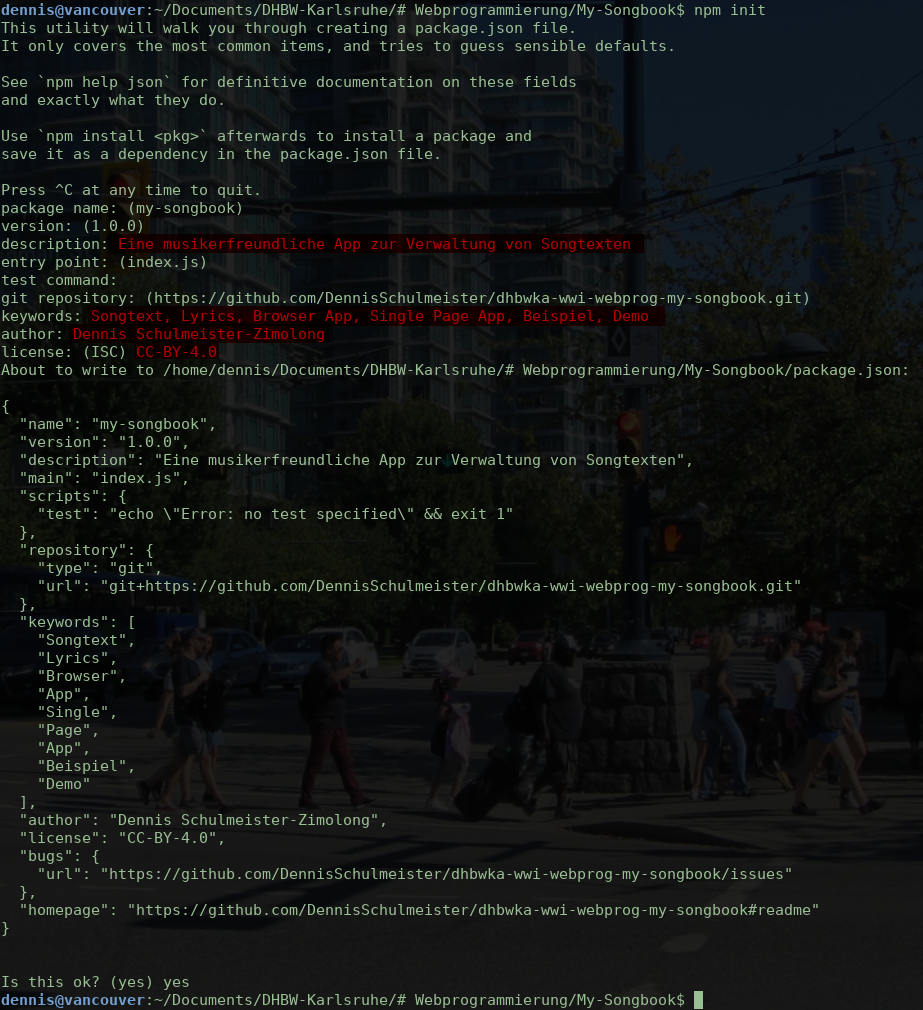 dennis@vancouver:~/Documents/DHBW-Karlsruhe/# Webprogrammierung/My-Songbook$ npm init
This utility will walk you through creating a package.json file.
It only covers the most common items, and tries to guess sensible defaults.

See `npm help json` for definitive documentation on these fields
and exactly what they do.

Use `npm install <pkg>` afterwards to install a package and
save it as a dependency in the package.json file.

Press ^C at any time to quit.
package name: (my-songbook)
version: (1.0.0)
description: Eine musikerfreundliche App zur Verwaltung von Songtexten
entry point: (index.js)
test command:
git repository: (https://github.com/DennisSchulmeister/dhbwka-wwi-webprog-my-songbook.git)
keywords: Songtext, Lyrics, Browser App, Single Page App, Beispiel, Demo
author: Dennis Schulmeister-Zimolong
license: (ISC) CC-BY-4.0
About to write to /home/dennis/Documents/DHBW-Karlsruhe/# Webprogrammierung/My-Songbook/package.json:

{
  "name": "my-songbook",
  "version": "1.0.0",
  "description": "Eine musikerfreundliche App zur Verwaltung von Songtexten",
  "main": "index.js",
  "scripts": {
    "test": "echo \"Error: no test specified\" && exit 1"
  },
  "repository": {
    "type": "git",
    "url": "git+https://github.com/DennisSchulmeister/dhbwka-wwi-webprog-my-songbook.git"
  },
  "keywords": [
    "Songtext",
    "Lyrics",
    "Browser",
    "App",
    "Single",
    "Page",
    "App",
    "Beispiel",
    "Demo"
  ],
  "author": "Dennis Schulmeister-Zimolong",
  "license": "CC-BY-4.0",
  "bugs": {
    "url": "https://github.com/DennisSchulmeister/dhbwka-wwi-webprog-my-songbook/issues"
  },
  "homepage": "https://github.com/DennisSchulmeister/dhbwka-wwi-webprog-my-songbook#readme"
}

Is this ok? (yes) yes
dennis@vancouver:~/Documents/DHBW-Karlsruhe/# Webprogrammierung/My-Songbook$